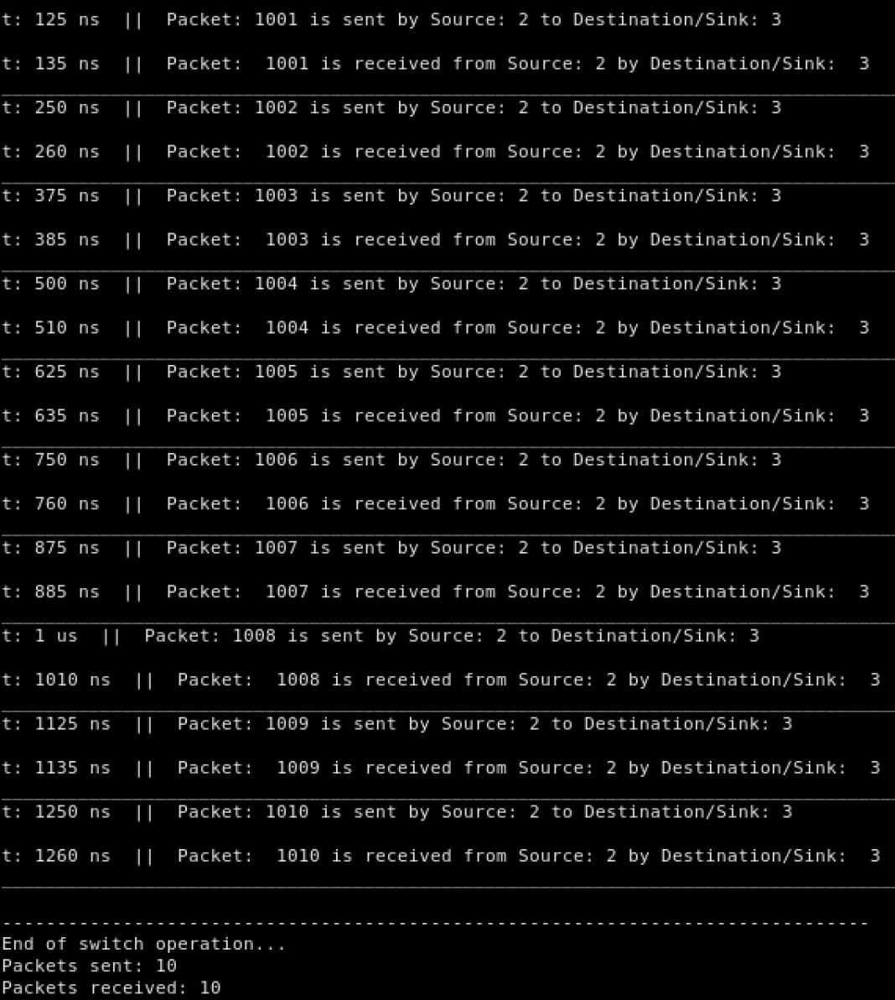 t: 125 ns  ||  Packet: 1001 is sent by Source: 2 to Destination/Sink: 3
t: 135 ns  ||  Packet:  1001 is received from Source: 2 by Destination/Sink:  3
t: 250 ns  ||  Packet: 1002 is sent by Source: 2 to Destination/Sink: 3
t: 260 ns  ||  Packet:  1002 is received from Source: 2 by Destination/Sink:  3
t: 375 ns  ||  Packet: 1003 is sent by Source: 2 to Destination/Sink: 3
t: 385 ns  ||  Packet:  1003 is received from Source: 2 by Destination/Sink:  3
t: 500 ns  ||  Packet: 1004 is sent by Source: 2 to Destination/Sink: 3
t: 510 ns  ||  Packet:  1004 is received from Source: 2 by Destination/Sink:  3
t: 625 ns  ||  Packet: 1005 is sent by Source: 2 to Destination/Sink: 3
t: 635 ns  ||  Packet:  1005 is received from Source: 2 by Destination/Sink:  3
t: 750 ns  ||  Packet: 1006 is sent by Source: 2 to Destination/Sink: 3
t: 760 ns  ||  Packet:  1006 is received from Source: 2 by Destination/Sink:  3
t: 875 ns  ||  Packet: 1007 is sent by Source: 2 to Destination/Sink: 3
t: 885 ns  ||  Packet:  1007 is received from Source: 2 by Destination/Sink:  3
t: 1 us  ||  Packet: 1008 is sent by Source: 2 to Destination/Sink: 3
t: 1010 ns  ||  Packet:  1008 is received from Source: 2 by Destination/Sink:  3
t: 1125 ns  ||  Packet: 1009 is sent by Source: 2 to Destination/Sink: 3
t: 1135 ns  ||  Packet:  1009 is received from Source: 2 by Destination/Sink:  3
t: 1250 ns  ||  Packet: 1010 is sent by Source: 2 to Destination/Sink: 3
t: 1260 ns  ||  Packet:  1010 is received from Source: 2 by Destination/Sink:  3
-------------------------------------------------------------------------------
End of switch operation...
Packets sent: 10
Packets received: 10